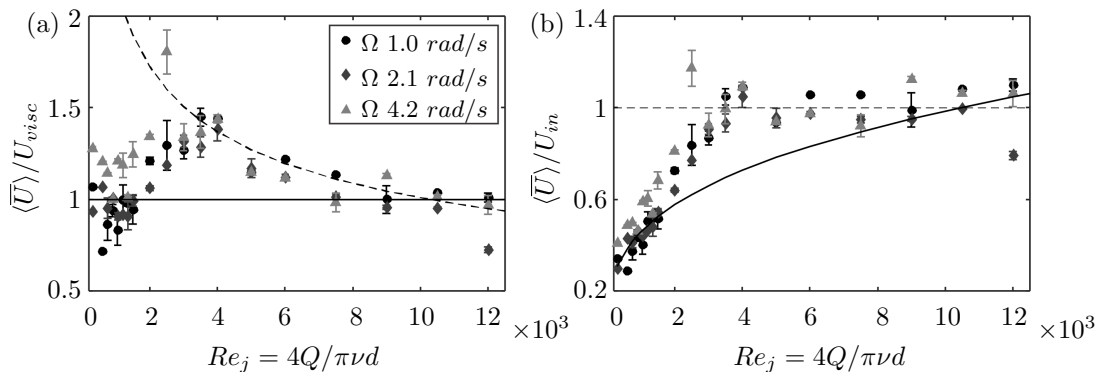 (a)
2
1.5
1
0.5
⟨U̅⟩/U_visc
0 2 4 6 8 10 12 ×10³
Re_j = 4Q/πνd
Ω 1.0 rad/s
Ω 2.1 rad/s
Ω 4.2 rad/s
(b)
1.4
1
0.6
0.2
⟨U̅⟩/U_in
0 2 4 6 8 10 12 ×10³
Re_j = 4Q/πνd